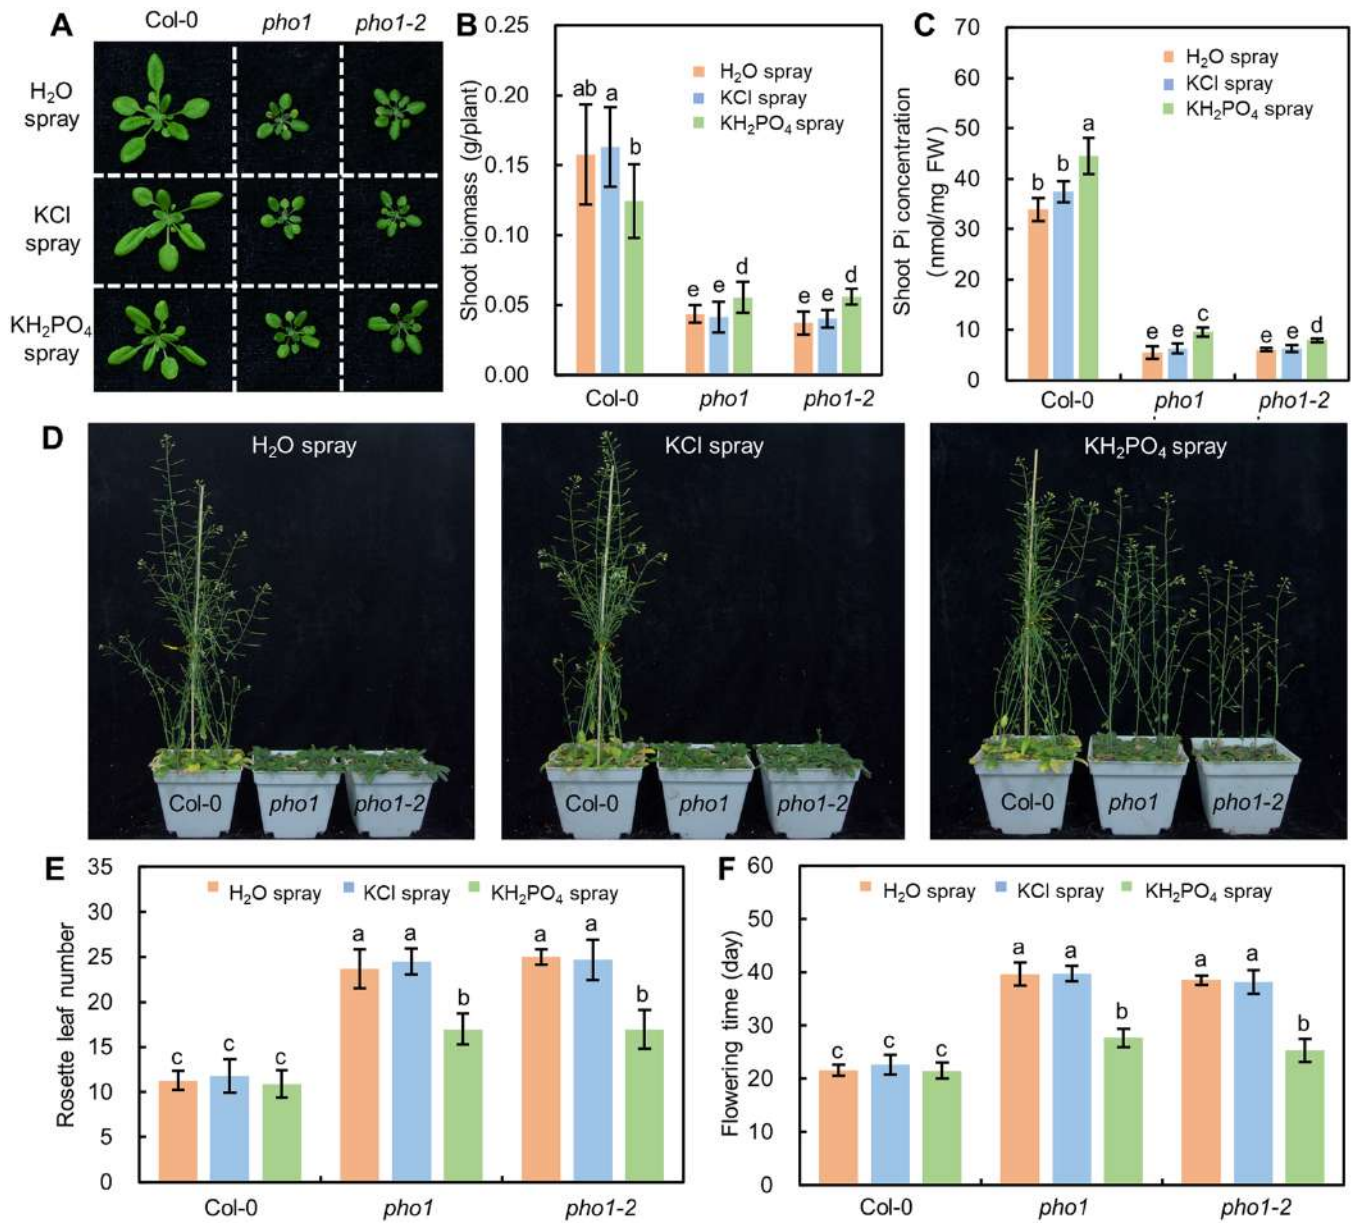 A
Col-0 pho1 pho1-2
H₂O
spray
KCl
spray
KH₂PO₄
spray
B
Shoot biomass (g/plant)
0.25
0.20
0.15
0.10
0.05
0.00
H₂O spray
KCl spray
KH₂PO₄ spray
ab a b
e e d
e e d
Col-0 pho1 pho1-2
C
Shoot Pi concentration
(nmol/mg FW)
70
60
50
40
30
20
10
0
H₂O spray
KCl spray
KH₂PO₄ spray
b b a
e e c
e e d
Col-0 pho1 pho1-2
D
H₂O spray
Col-0 pho1 pho1-2
KCl spray
Col-0 pho1 pho1-2
KH₂PO₄ spray
Col-0 pho1 pho1-2
E
Rosette leaf number
35
30
25
20
15
10
5
0
H₂O spray KCl spray KH₂PO₄ spray
c c c
a a b
a a b
Col-0 pho1 pho1-2
F
Flowering time (day)
60
50
40
30
20
10
0
H₂O spray KCl spray KH₂PO₄ spray
c c c
a a b
a a b
Col-0 pho1 pho1-2